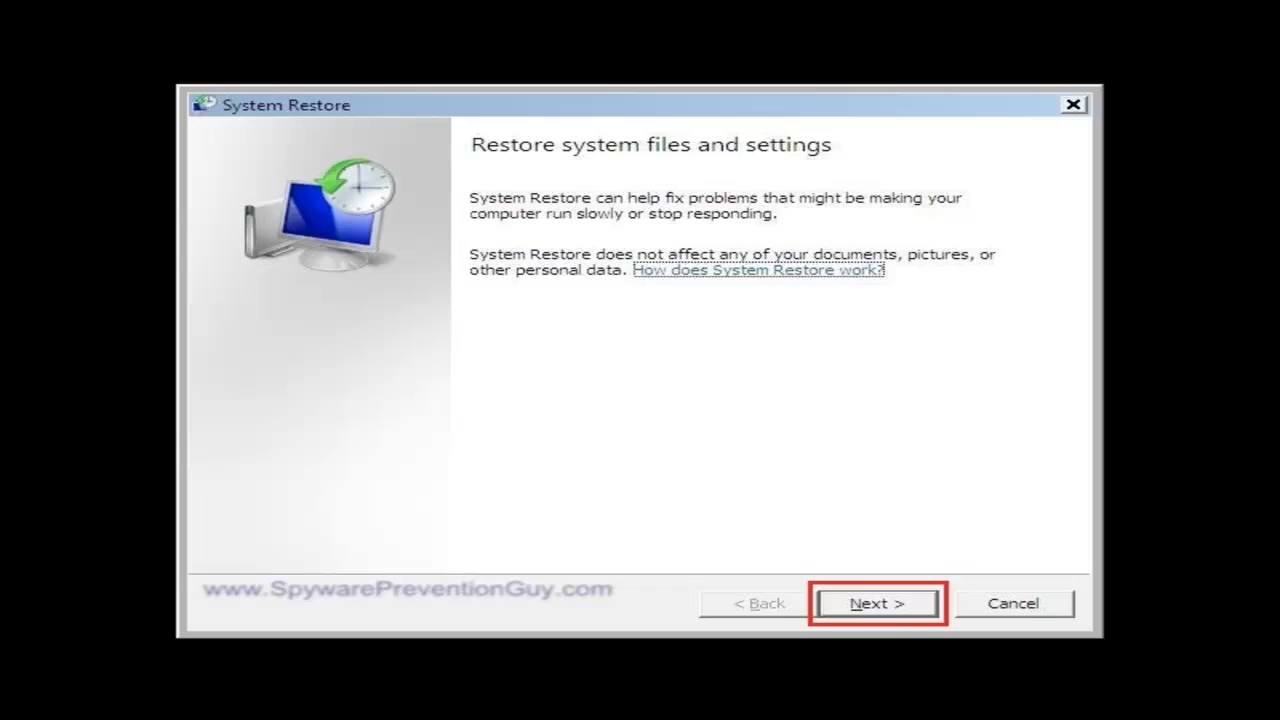 System Restore
Restore system files and settings
System Restore can help fix problems that might be making your
computer run slowly or stop responding.
System Restore does not affect any of your documents, pictures, or
other personal data. How does System Restore work?
www.SpywarePreventionGuy.com
< Back Next > Cancel